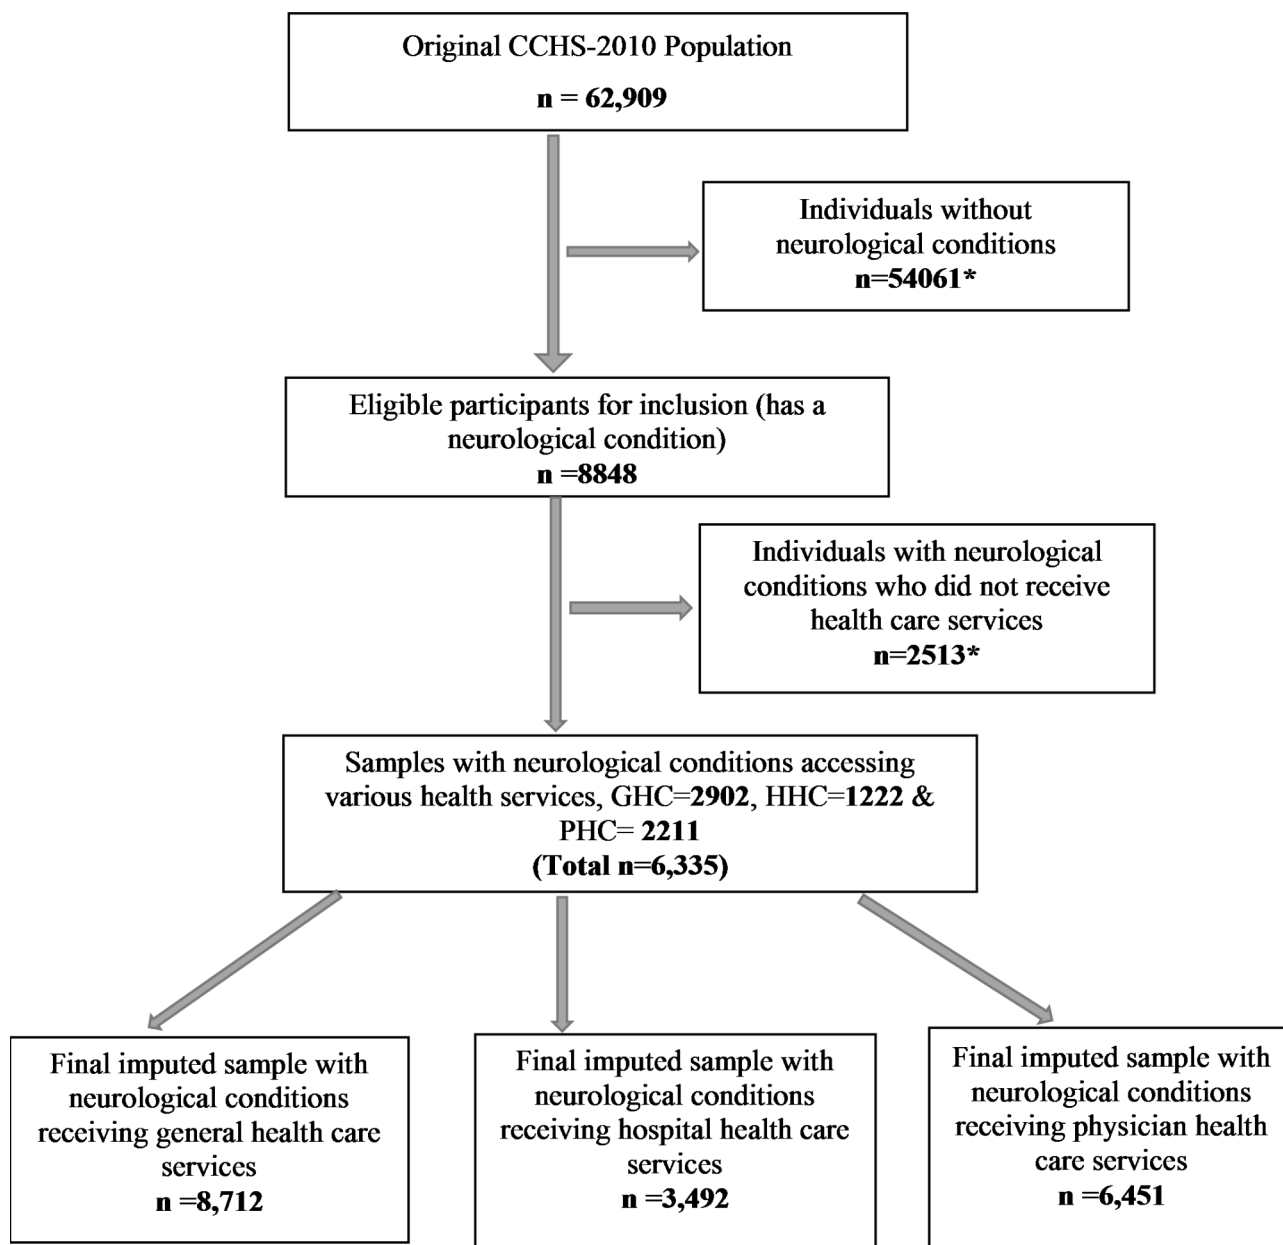 Original CCHS-2010 Population
n = 62,909
Individuals without
neurological conditions
n=54061*
Eligible participants for inclusion (has a
neurological condition)
n =8848
Individuals with neurological
conditions who did not receive
health care services
n=2513*
Samples with neurological conditions accessing
various health services, GHC=2902, HHC=1222 &
PHC= 2211
(Total n=6,335)
Final imputed sample with
neurological conditions
receiving general health care
services
n =8,712
Final imputed sample with
neurological conditions
receiving hospital health care
services
n =3,492
Final imputed sample with
neurological conditions
receiving physician health
care services
n =6,451